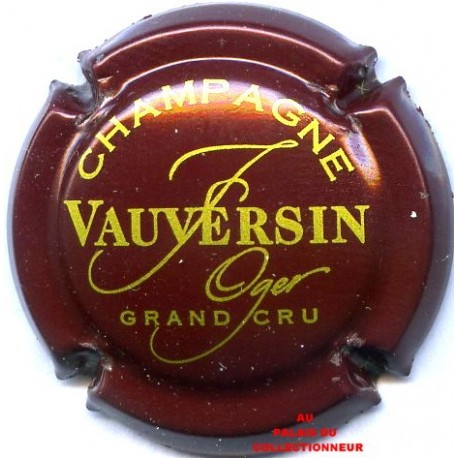 CHAMPAGNE
F
VAUVERSIN
Oger
GRAND CRU
AU
PALAIS DU
COLLECTIONNEUR